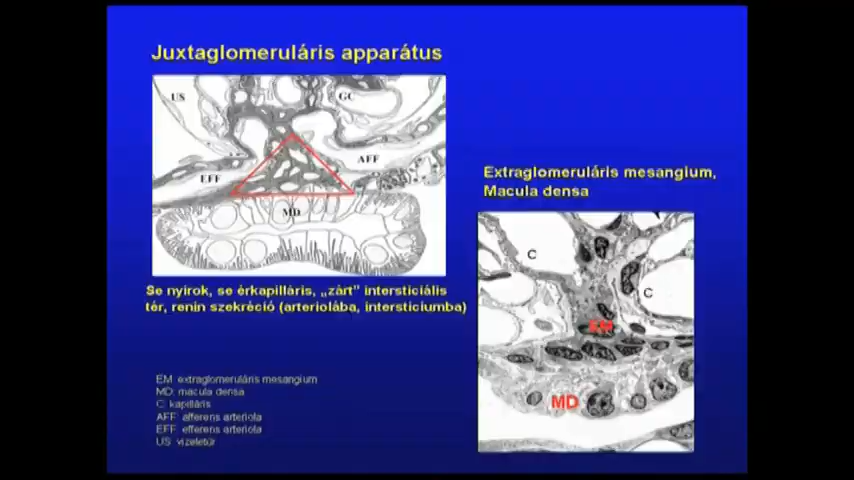 Juxtaglomeruláris apparátus
US
GC
AFF
EFF
MD
Extraglomeruláris mesangium,
Macula densa
C
C
EM
MD
Se nyirok, se érkapilláris, „zárt” intersticiális
tér, renin szekréció (arteriolába, intersticiumba)
EM: extraglomeruláris mesangium
MD: macula densa
C: kapilláris
AFF: afferens arteriola
EFF: efferens arteriola
US: vizeletűr